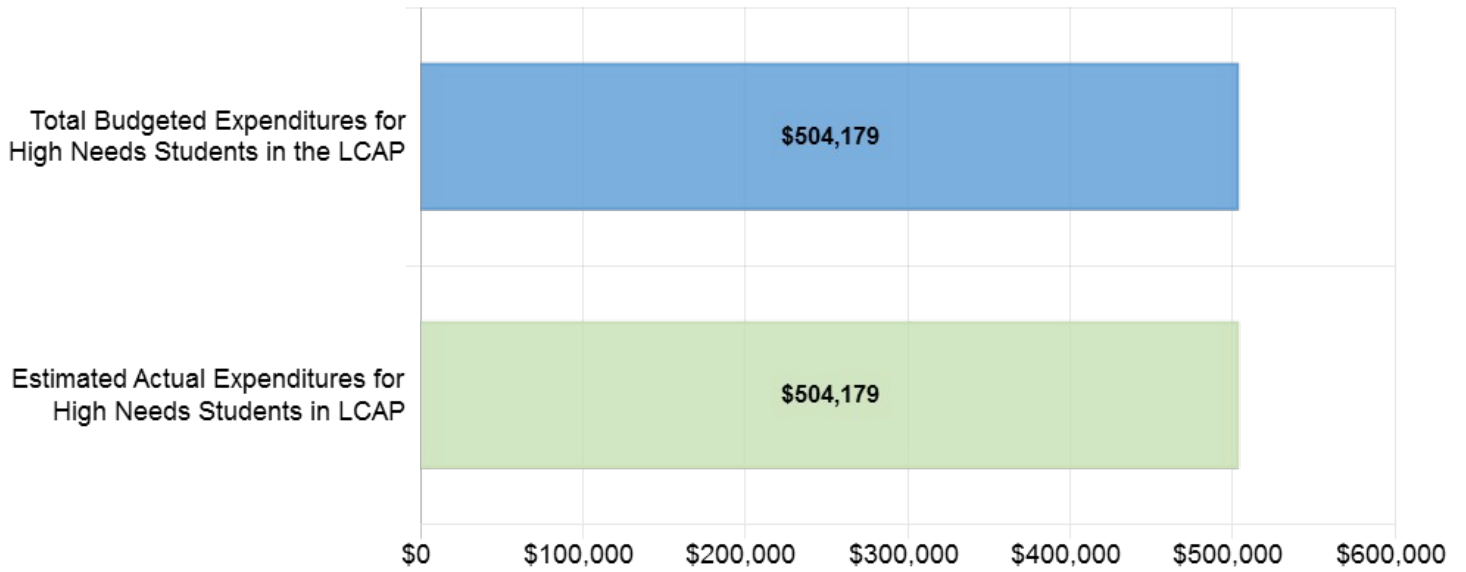 Total Budgeted Expenditures for
High Needs Students in the LCAP
$504,179
Estimated Actual Expenditures for
High Needs Students in LCAP
$504,179
$0 $100,000 $200,000 $300,000 $400,000 $500,000 $600,000